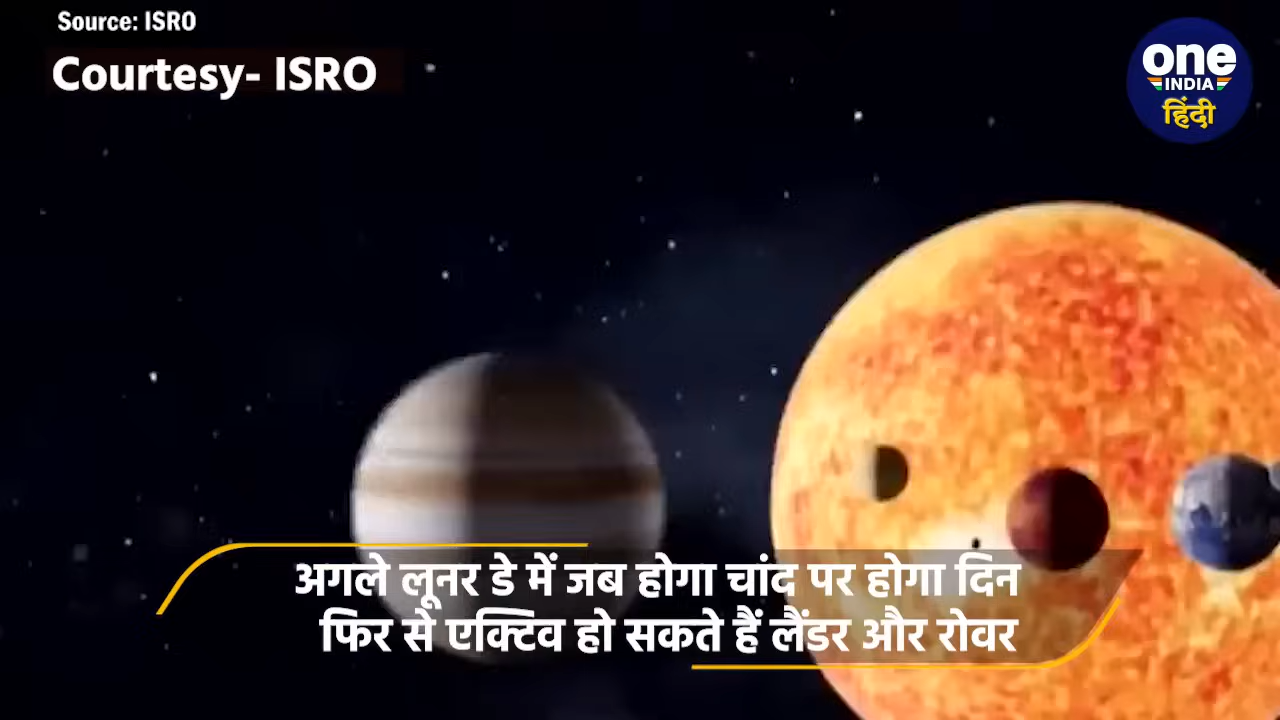 Source: ISRO
Courtesy- ISRO
one
INDIA
हिंदी
अगले लूनर डे में जब होगा चांद पर होगा दिन
फिर से एक्टिव हो सकते हैं लैंडर और रोवर